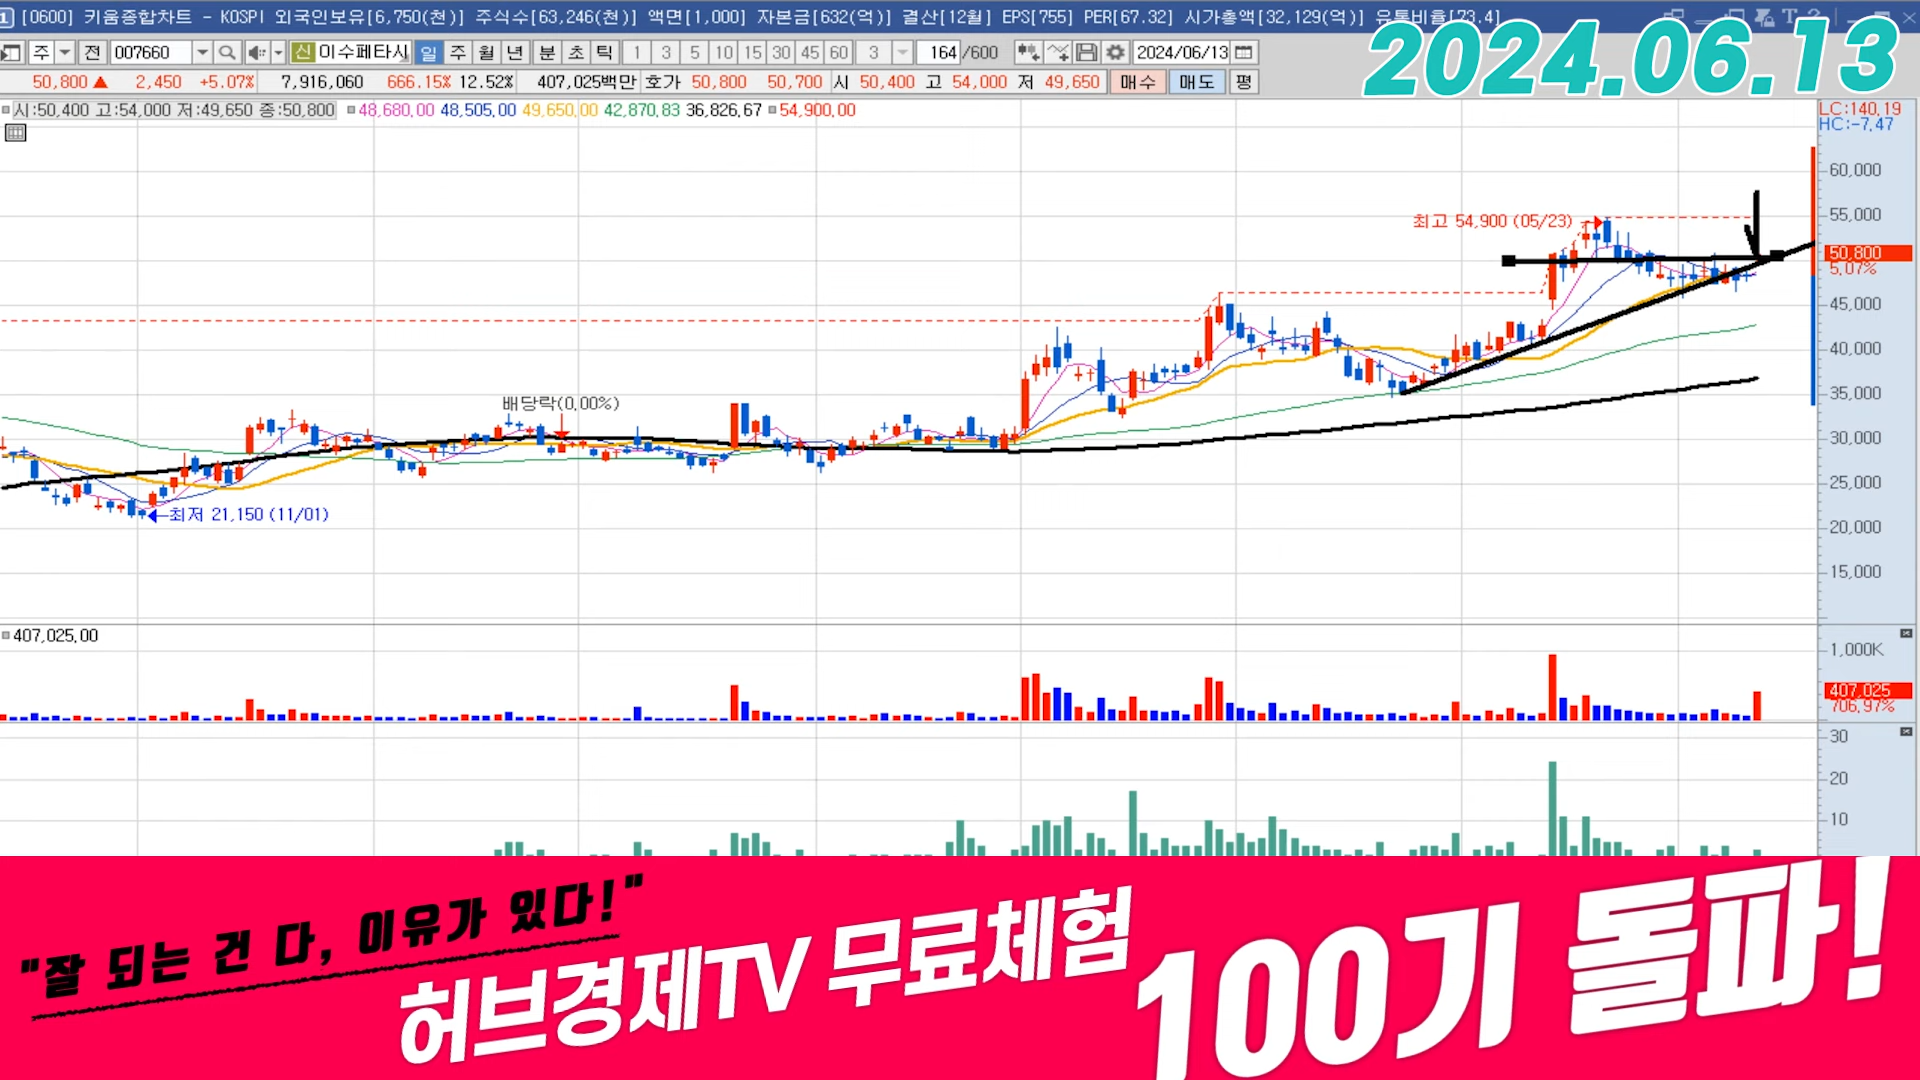 [0600] 키움종합차트 - KOSPI 외국인보유[6,750(천)] 주식수[63,246(천)] 액면[1,000] 자본금[632(억)] 결산[12월] EPS[755] PER[67.32] 시가총액[32,129(억)] 유통비율[73.4]
2024.06.13
주 전 007660 신 이수페타시 일 주 월 년 분 초 틱 1 3 5 10 15 30 45 60 3 164 /600 2024/06/13
50,800 ▲ 2,450 +5.07% 7,916,060 666.15% 12.52% 407,025백만 호가 50,800 50,700 시 50,400 고 54,000 저 49,650 매수 매도 평
시:50,400 고:54,000 저:49,650 종:50,800 48,680.00 48,505.00 49,650.00 42,870.83 36,826.67 54,900.00
LC:140.19
HC:-7.47
60,000
최고 54,900 (05/23)
55,000
50,800
5.07%
45,000
40,000
35,000
배당락(0.00%)
30,000
25,000
최저 21,150 (11/01)
20,000
15,000
407,025.00
1,000K
407,025
706.97%
30
20
10
"잘 되는 건 다, 이유가 있다!"
허브경제TV 무료체험
100기 돌파!